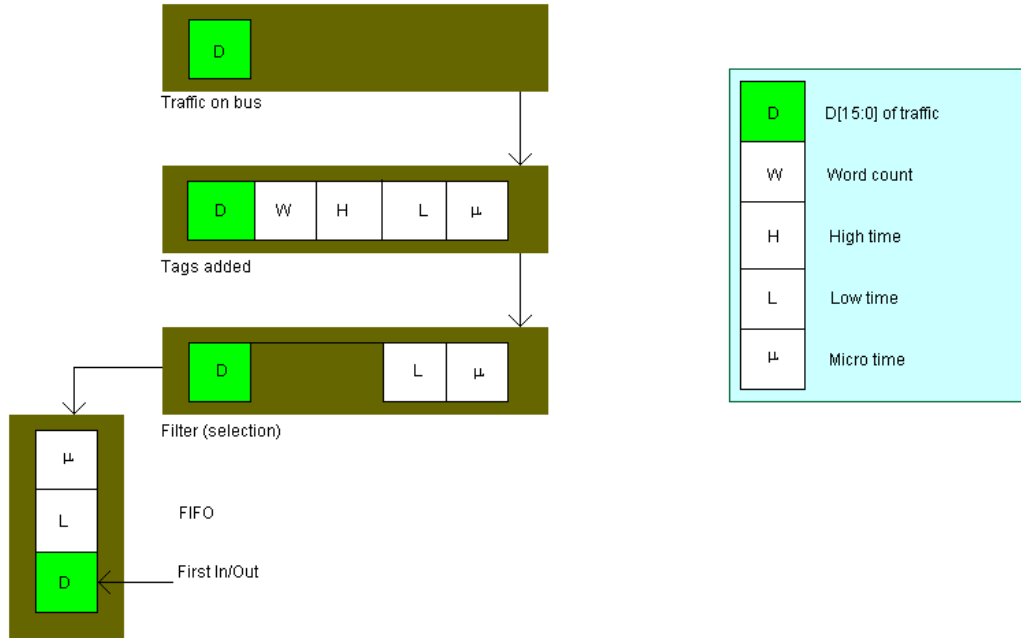 D
Traffic on bus
D W H L μ
Tags added
D L μ
Filter (selection)
μ
L
D
FIFO
First In/Out
D D[15:0] of traffic
W Word count
H High time
L Low time
μ Micro time